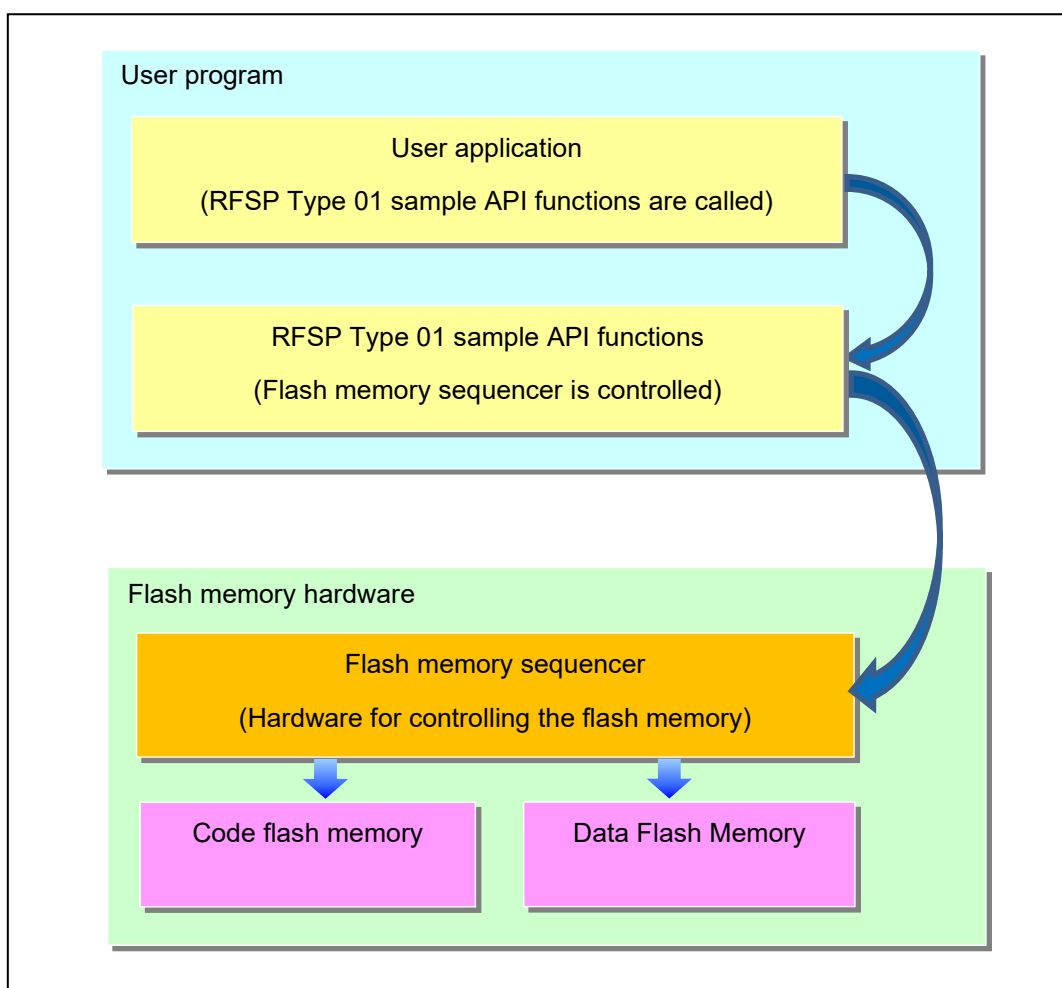 User program
User application
(RFSP Type 01 sample API functions are called)
RFSP Type 01 sample API functions
(Flash memory sequencer is controlled)
Flash memory hardware
Flash memory sequencer
(Hardware for controlling the flash memory)
Code flash memory
Data Flash Memory